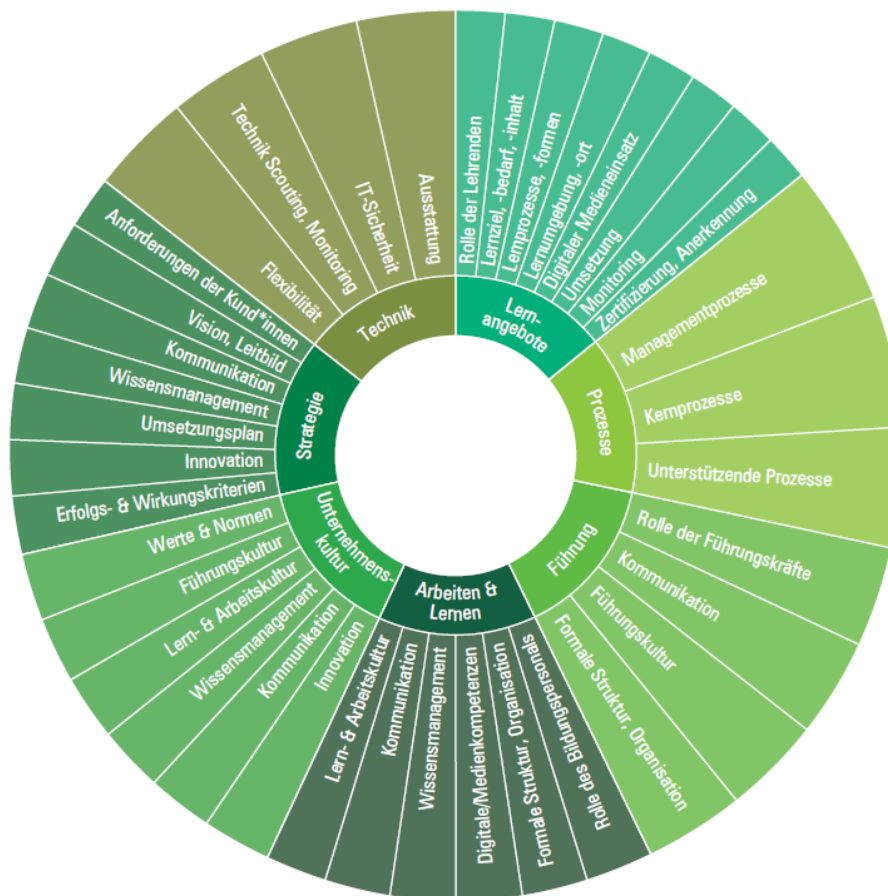 Lern-
angebote
Rolle der Lehrenden
Lernziel, -bedarf, -inhalt
Lernprozesse, -formen
Lernumgebung, -ort
Digitaler Medieneinsatz
Umsetzung
Monitoring
Zertifizierung, Anerkennung
Prozesse
Managementprozesse
Kernprozesse
Unterstützende Prozesse
Führung
Rolle der Führungskräfte
Kommunikation
Führungskultur
Formale Struktur, Organisation
Arbeiten &
Lernen
Rolle des Bildungspersonals
Formale Struktur, Organisation
Digitale/Medienkompetenzen
Wissensmanagement
Kommunikation
Lern- & Arbeitskultur
Unternehmens-
kultur
Innovation
Kommunikation
Wissensmanagement
Lern- & Arbeitskultur
Führungskultur
Werte & Normen
Strategie
Erfolgs- & Wirkungskriterien
Innovation
Umsetzungsplan
Wissensmanagement
Kommunikation
Vision, Leitbild
Anforderungen der Kund*innen
Technik
Flexibilität
Technik Scouting, Monitoring
IT-Sicherheit
Ausstattung